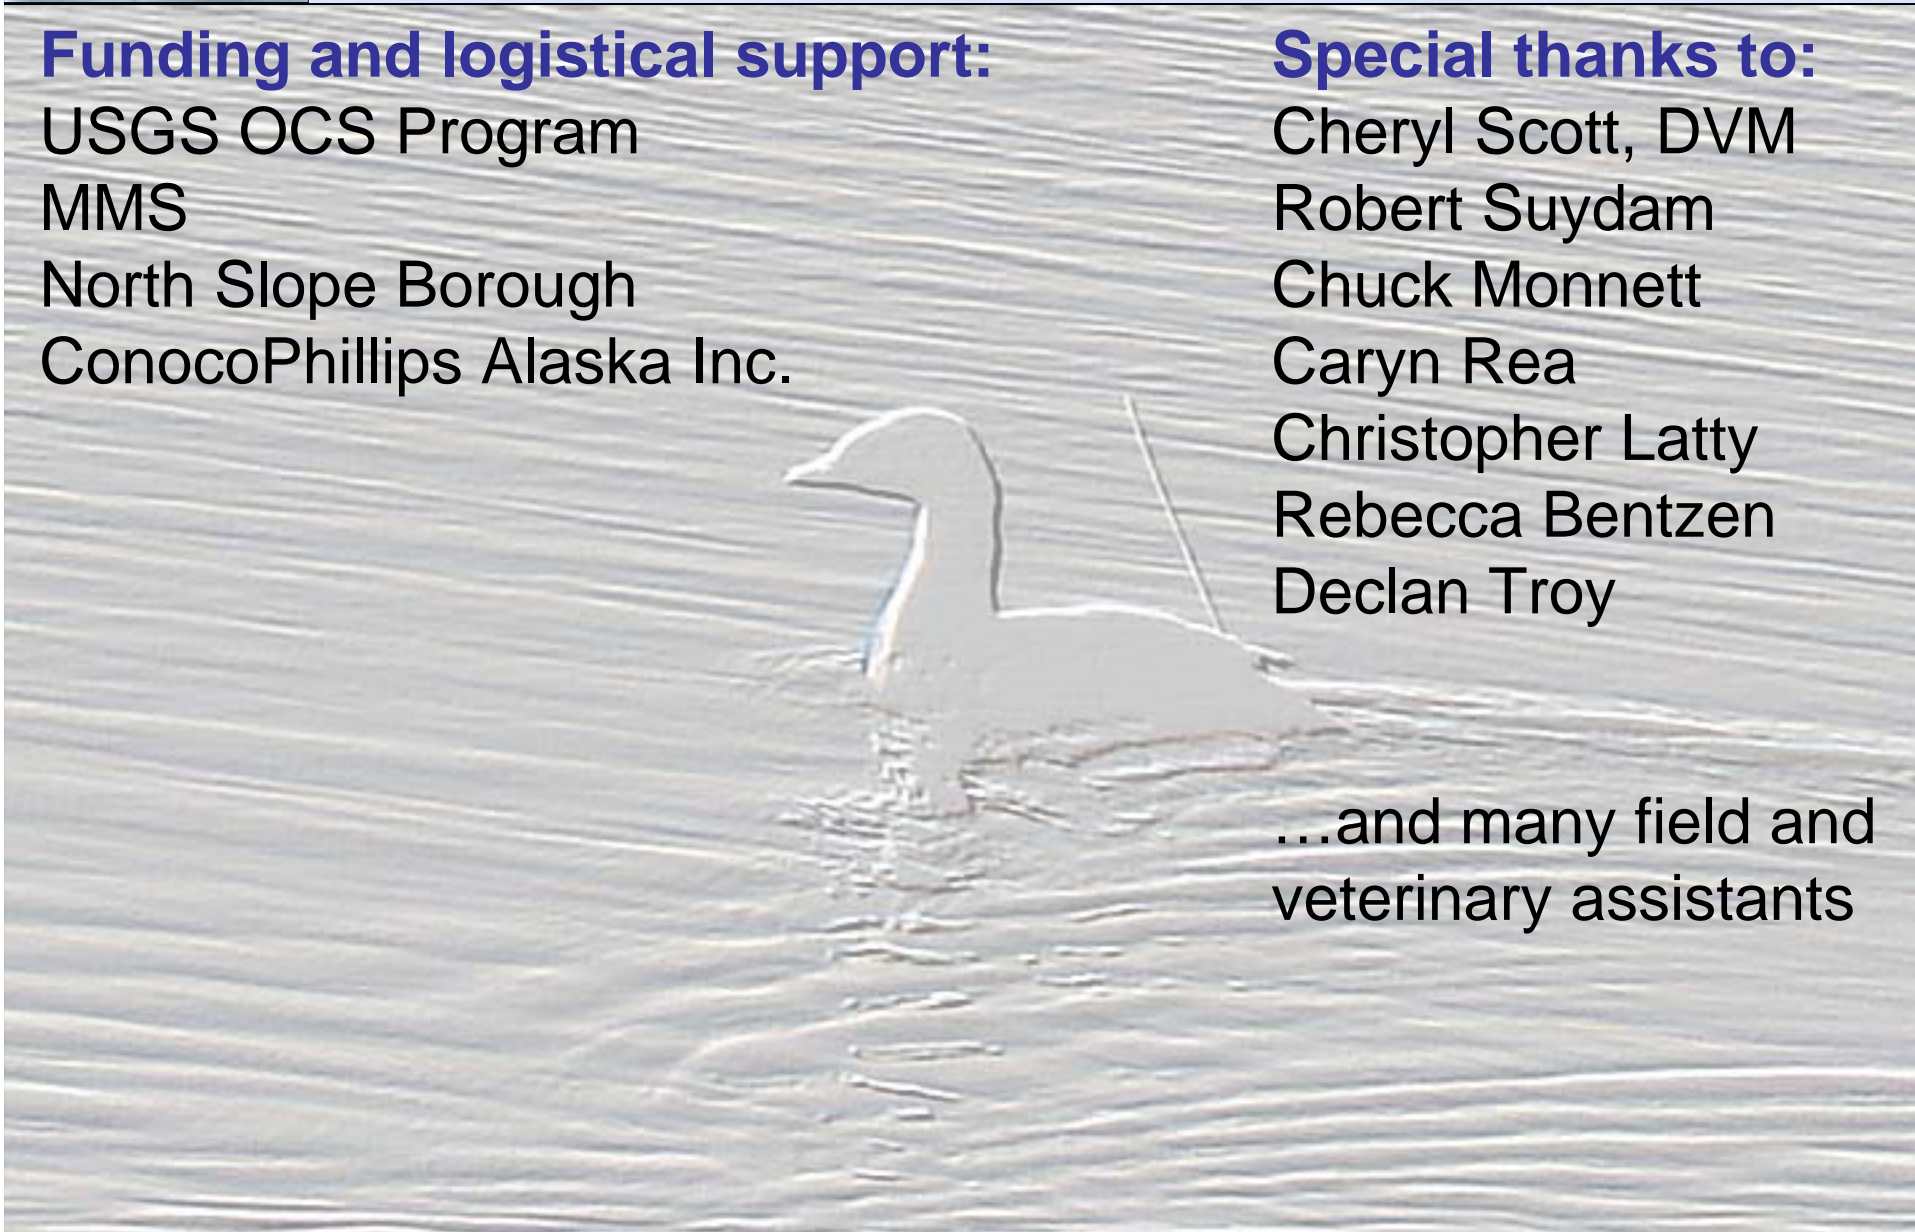 Funding and logistical support:
USGS OCS Program
MMS
North Slope Borough
ConocoPhillips Alaska Inc.
Special thanks to:
Cheryl Scott, DVM
Robert Suydam
Chuck Monnett
Caryn Rea
Christopher Latty
Rebecca Bentzen
Declan Troy
…and many field and
veterinary assistants